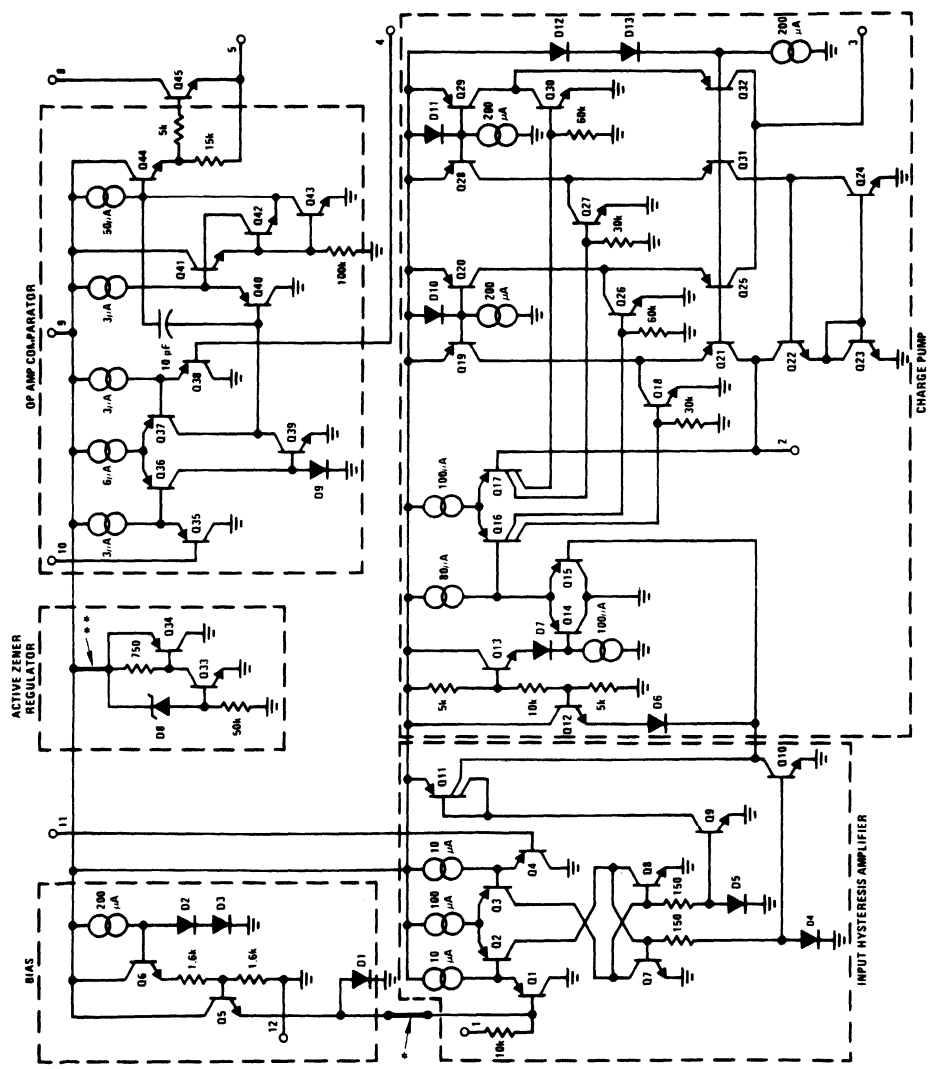 BIAS
200
µA
D2
D3
Q6
1.6k
1.6k
Q5
12
D1
*
ACTIVE ZENER
REGULATOR
* *
750
Q34
D8
Q33
50k
OP AMP COMPARATOR
9
10
3µA
6µA
3µA
3µA
50µA
Q35
Q36
Q37
Q38
10 pF
Q39
D9
Q40
Q41
Q42
Q43
100k
Q44
5k
15k
8
Q45
5
4
11
INPUT HYSTERESIS AMPLIFIER
1
10k
10
µA
100
µA
10
µA
Q1
Q2
Q3
Q4
Q7
Q8
150
150
D4
D5
Q9
Q10
Q11
CHARGE PUMP
5k
10k
5k
Q12
D6
Q13
D7
100µA
Q14
Q15
80µA
100µA
Q16
Q17
2
Q18
30k
Q19
Q20
D10
200
µA
Q26
60k
Q21
Q25
Q22
Q23
Q24
Q27
30k
Q28
Q29
D11
200
µA
Q30
60k
Q31
Q32
D12
D13
200
µA
3